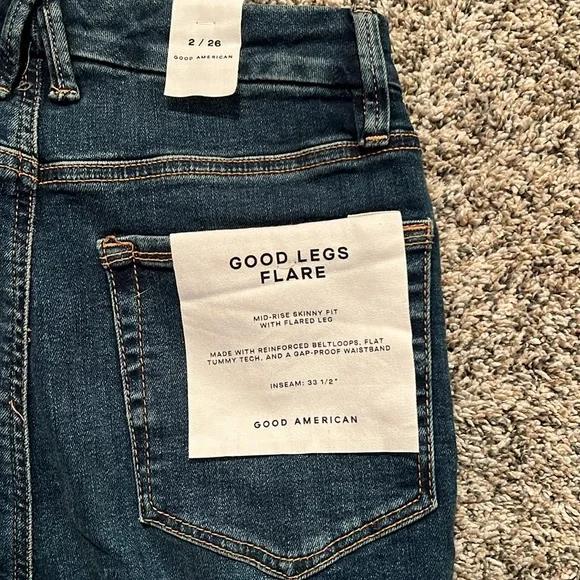 2 / 26
GOOD AMERICAN
GOOD LEGS
FLARE
MID-RISE SKINNY FIT
WITH FLARED LEG
MADE WITH REINFORCED BELTLOOPS, FLAT
TUMMY TECH, AND A GAP-PROOF WAISTBAND
INSEAM: 33 1/2"
GOOD AMERICAN